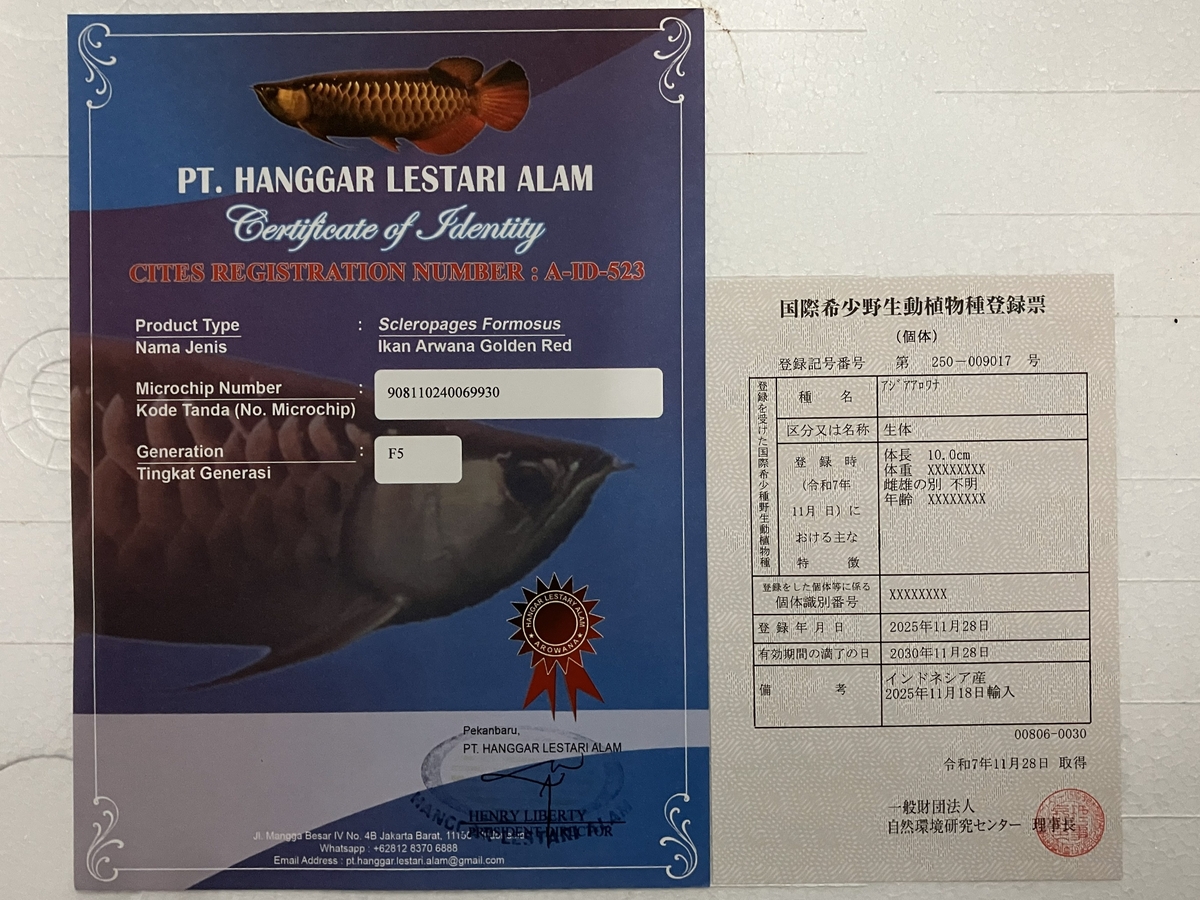 PT. HANGGAR LESTARI ALAM
Certificate of Identity
CITES REGISTRATION NUMBER : A-ID-523
Product Type : Scleropages Formosus
Nama Jenis Ikan Arwana Golden Red
Microchip Number : 908110240069930
Kode Tanda (No. Microchip)
Generation : F5
Tingkat Generasi
HANGGAR LESTARI ALAM
AROWANA
Pekanbaru,
PT. HANGGAR LESTARI ALAM
HENRY LIBERTY
PRESIDENT DIRECTOR
Jl. Mangga Besar IV No. 4B Jakarta Barat,
Whatsapp : +62812 8370 6888
Email Address : pt.hanggar.lestari.alam@gmail.com
国際希少野生動植物種登録票
(個体)
登録記号番号 第 250-009017 号
登録を受けた国際希少野生動植物種
種名 アジアアロワナ
区分又は名称 生体
登録時
(令和7年
11月 日)に
おける主な
特徴
体長 10.0cm
体重 XXXXXXXX
雌雄の別 不明
年齢 XXXXXXXX
登録をした個体等に係る
個体識別番号 XXXXXXXX
登録年月日 2025年11月28日
有効期間の満了の日 2030年11月28日
備考 インドネシア産
2025年11月18日輸入
00806-0030
令和7年11月28日 取得
一般財団法人
自然環境研究センター 理事長